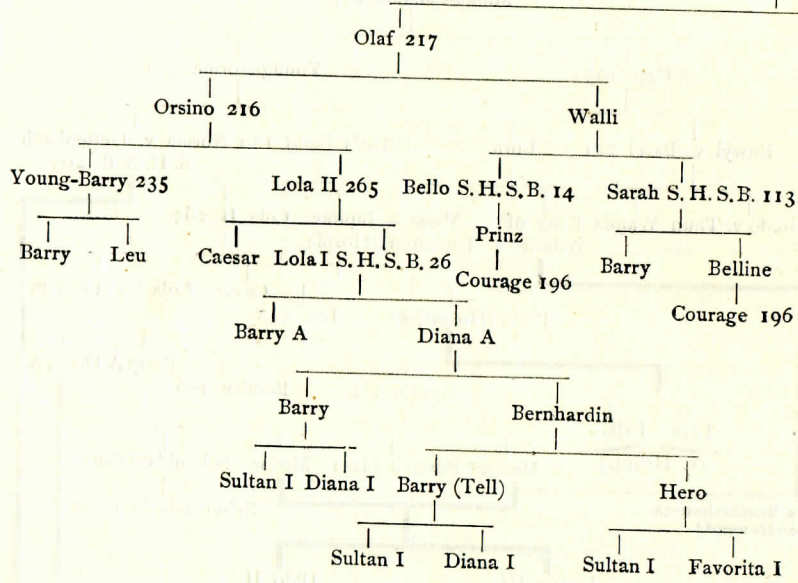 Olaf 217
Orsino 216 Walli
Young-Barry 235 Lola II 265 Bello S. H. S. B. 14 Sarah S. H. S. B. 113
Barry Leu Caesar Lola I S. H. S. B. 26 Prinz Barry Belline
Courage 196 Courage 196
Barry A Diana A
Barry Bernhardin
Sultan I Diana I Barry (Tell) Hero
Sultan I Diana I Sultan I Favorita I